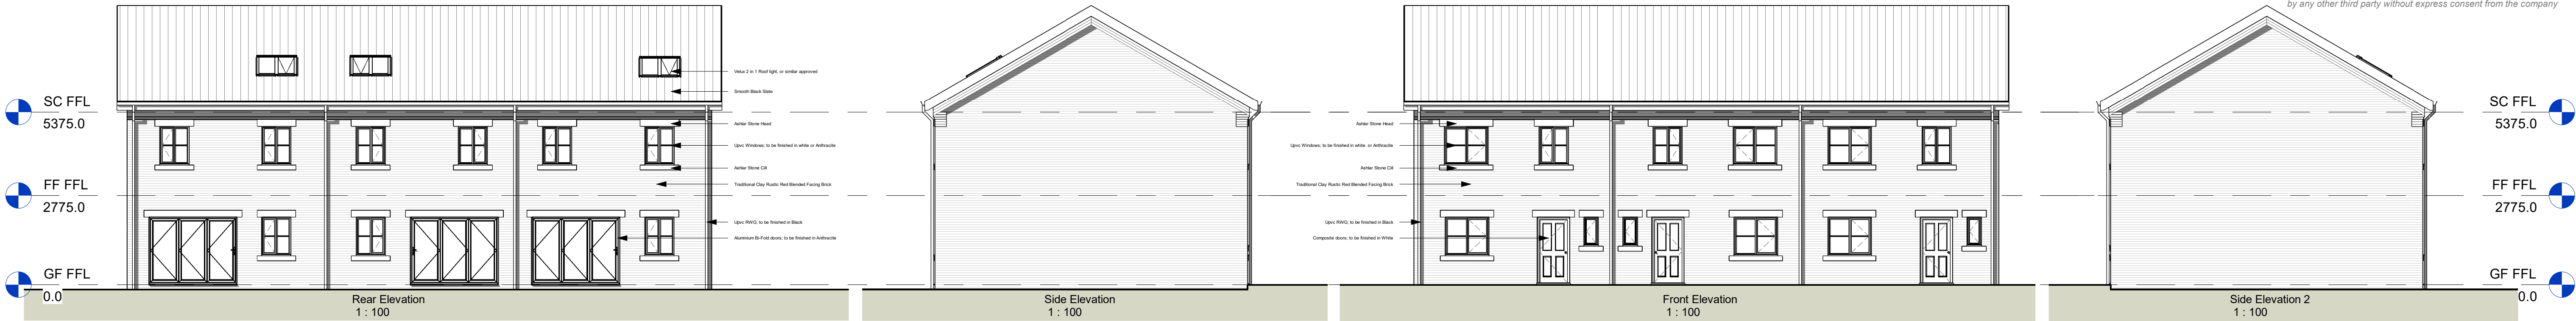 by any other third party without express consent from the company
SC FFL
5375.0
FF FFL
2775.0
GF FFL
0.0
Velux 2 in 1 Roof light, or similar approved
Smooth Black Slate
Ashlar Stone Head
Upvc Windows; to be finished in white or Anthracite
Ashlar Stone Cill
Traditional Clay Rustic Red Blended Facing Brick
Upvc RWG; to be finished in Black
Aluminium Bi-Fold doors; to be finished in Anthracite
Rear Elevation
1 : 100
Side Elevation
1 : 100
Ashlar Stone Head
Upvc Windows; to be finished in white or Anthracite
Ashlar Stone Cill
Traditional Clay Rustic Red Blended Facing Brick
Upvc RWG; to be finished in Black
Composite doors; to be finished in White
Front Elevation
1 : 100
Side Elevation 2
1 : 100
SC FFL
5375.0
FF FFL
2775.0
GF FFL
0.0